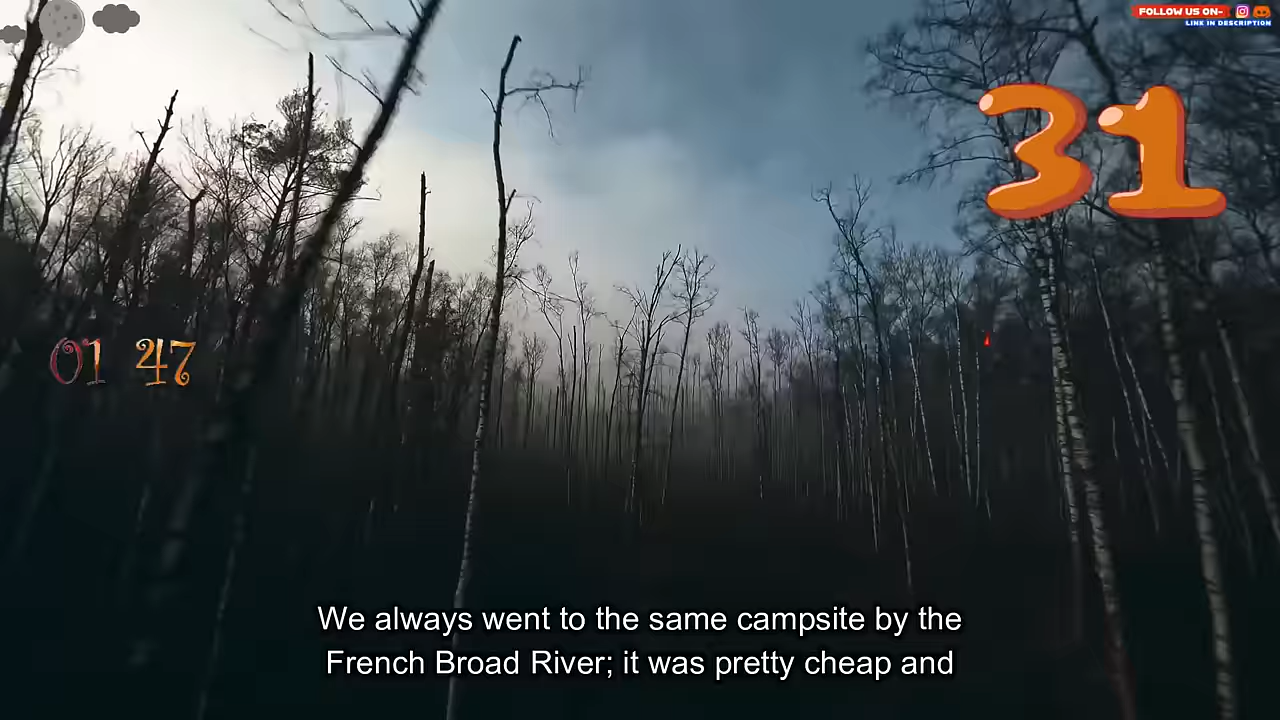 FOLLOW US ON-
LINK IN DESCRIPTION
31
01 47
We always went to the same campsite by the
French Broad River; it was pretty cheap and